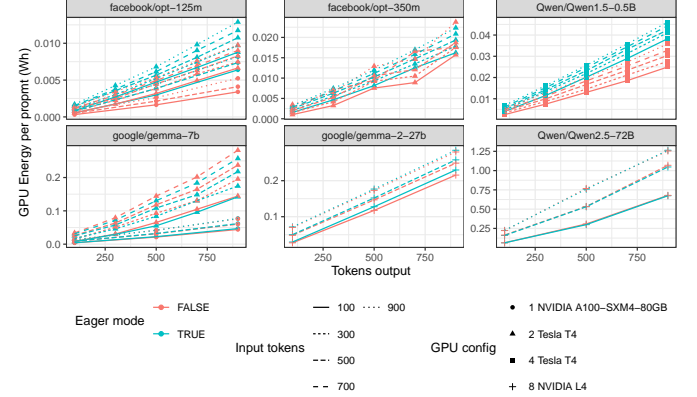 facebook/opt−125m
facebook/opt−350m
Qwen/Qwen1.5−0.5B
0.010
0.005
0.000
0.020
0.015
0.010
0.005
0.000
0.04
0.03
0.02
0.01
google/gemma−7b
google/gemma−2−27b
Qwen/Qwen2.5−72B
0.2
0.1
0.0
0.2
0.1
1.25
1.00
0.75
0.50
0.25
250 500 750
250 500 750
250 500 750
GPU Energy per propmt (Wh)
Tokens output
Eager mode
FALSE
TRUE
Input tokens
100
300
500
700
900
GPU config
1 NVIDIA A100−SXM4−80GB
2 Tesla T4
4 Tesla T4
8 NVIDIA L4